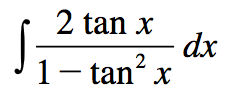 ∫ 2 tan x / (1 − tan² x) dx